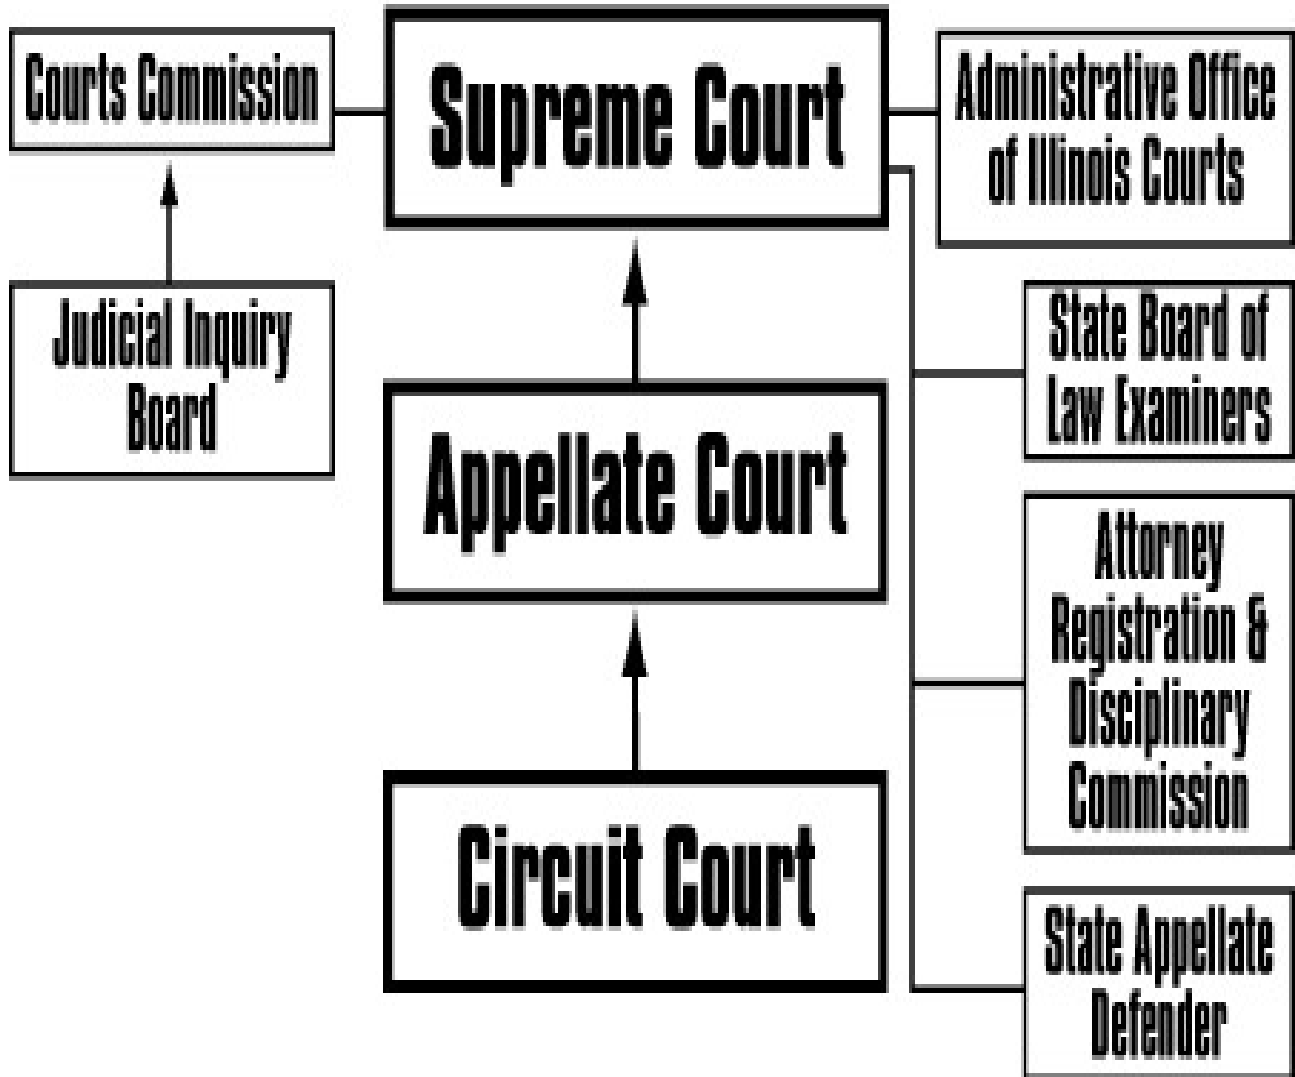 Courts Commission
Supreme Court
Administrative Office
of Illinois Courts
Judicial Inquiry
Board
State Board of
Law Examiners
Appellate Court
Attorney
Registration &
Disciplinary
Commission
Circuit Court
State Appellate
Defender